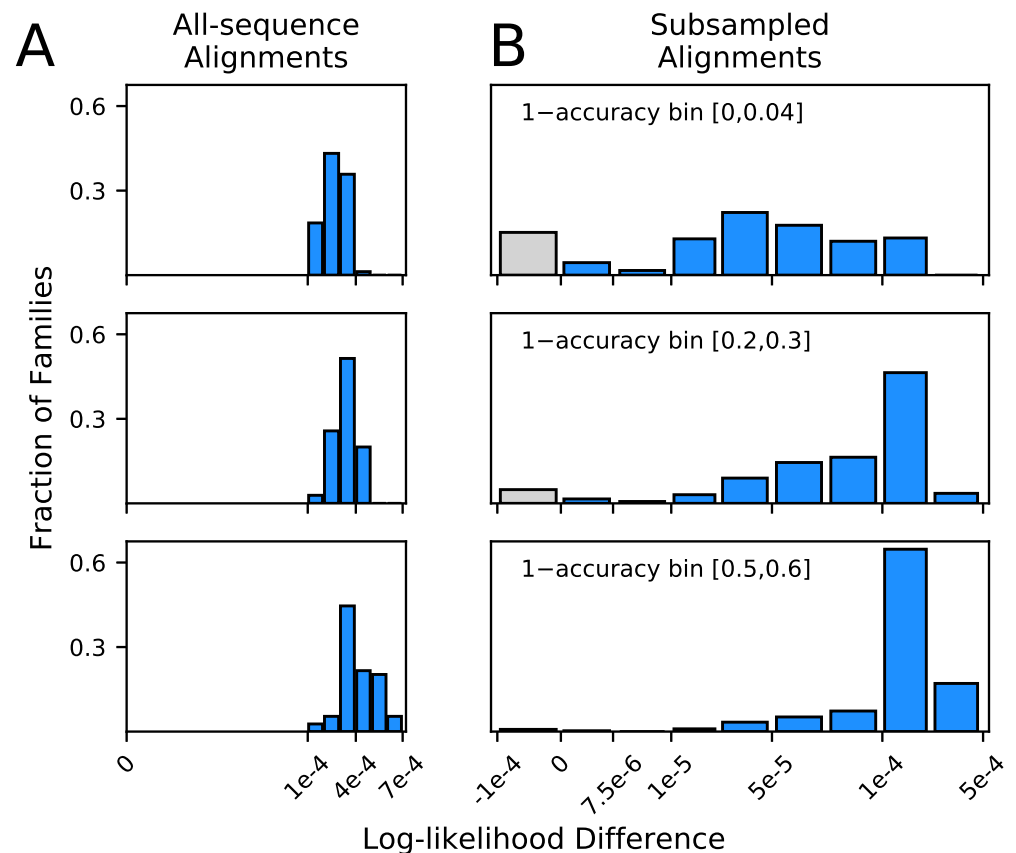 A
All-sequence
Alignments
B
Subsampled
Alignments
Fraction of Families
0.6
0.3
1−accuracy bin [0,0.04]
0.6
0.3
1−accuracy bin [0.2,0.3]
0.6
0.3
1−accuracy bin [0.5,0.6]
0 1e-4 4e-4 7e-4
-1e-4 0 7.5e-6 1e-5 5e-5 1e-4 5e-4
Log-likelihood Difference